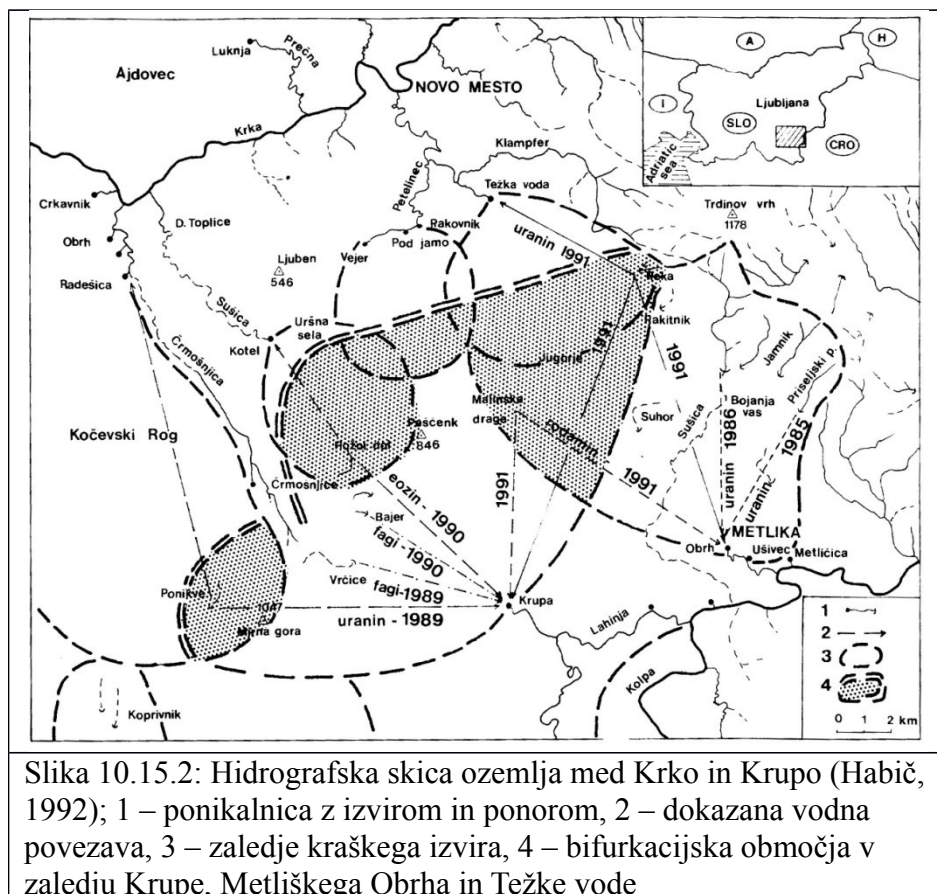 A
H
I
Ljubljana
SLO
CRO
Adriatic
sea
Luknja
Prečna
Ajdovec
NOVO MESTO
Krka
Klampfer
Petelinec
Težka voda
Crkavnik
D. Toplice
Rakovnik
Trdinov vrh
1178
Obrh
Pod jamo
uranin 1991
Ljuben
546
Vejer
Radešica
Reka
Sušica
Uršna
sela
Rakitnik
Kotel
1991
1991
Jugorje
Jamnik
Priseljski p.
Črmošnjica
Malinska
draga
Suhor
Sušica
Bojanja
vas
Kočevski Rog
Peščenk
846
Rožni dol
rodamin
1991
uranin 1986
uranin 1985
Črmošnjice
1991
eozin - 1990
METLIKA
Bajer
fagi - 1990
Obrh
Ušivec
Metličica
Vrčice
fagi-1989
Ponikve
1047
Mirna gora
uranin - 1989
Krupa
Lahinja
Kolpa
Koprivnik
1
2
3
4
0 1 2 km
Slika 10.15.2: Hidrografska skica ozemlja med Krko in Krupo (Habič,
1992); 1 – ponikalnica z izvirom in ponorom, 2 – dokazana vodna
povezava, 3 – zaledje kraškega izvira, 4 – bifurkacijska območja v
zaledju Krupe, Metliškega Obrha in Težke vode